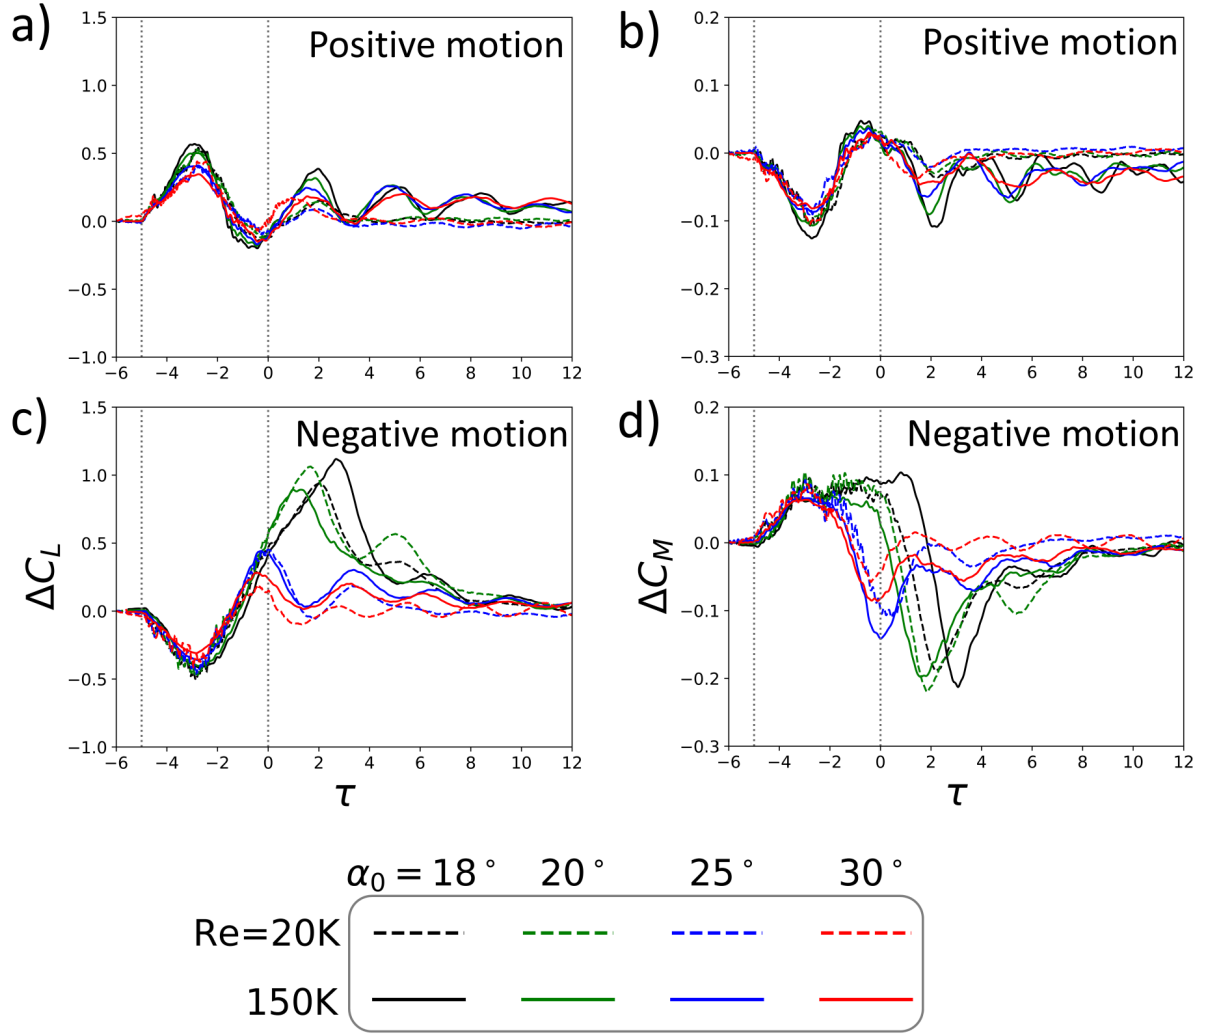 a)
Positive motion
1.5
1.0
0.5
0.0
−0.5
−1.0
−6 −4 −2 0 2 4 6 8 10 12
b)
Positive motion
0.2
0.1
0.0
−0.1
−0.2
−0.3
−6 −4 −2 0 2 4 6 8 10 12
c)
Negative motion
1.5
1.0
0.5
0.0
−0.5
−1.0
ΔC_L
−6 −4 −2 0 2 4 6 8 10 12
τ
d)
Negative motion
0.2
0.1
0.0
−0.1
−0.2
−0.3
ΔC_M
−6 −4 −2 0 2 4 6 8 10 12
τ
α₀ = 18° 20° 25° 30°
Re=20K
150K